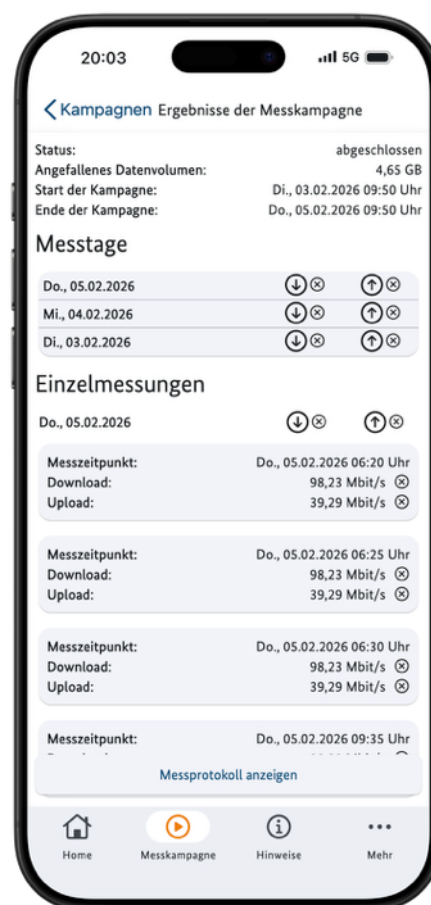 20:03 5G
Kampagnen Ergebnisse der Messkampagne
Status: abgeschlossen
Angefallenes Datenvolumen: 4,65 GB
Start der Kampagne: Di., 03.02.2026 09:50 Uhr
Ende der Kampagne: Do., 05.02.2026 09:50 Uhr
Messtage
Do., 05.02.2026
Mi., 04.02.2026
Di., 03.02.2026
Einzelmessungen
Do., 05.02.2026
Messzeitpunkt: Do., 05.02.2026 06:20 Uhr
Download: 98,23 Mbit/s
Upload: 39,29 Mbit/s
Messzeitpunkt: Do., 05.02.2026 06:25 Uhr
Download: 98,23 Mbit/s
Upload: 39,29 Mbit/s
Messzeitpunkt: Do., 05.02.2026 06:30 Uhr
Download: 98,23 Mbit/s
Upload: 39,29 Mbit/s
Messzeitpunkt: Do., 05.02.2026 09:35 Uhr
Messprotokoll anzeigen
Home Messkampagne Hinweise Mehr